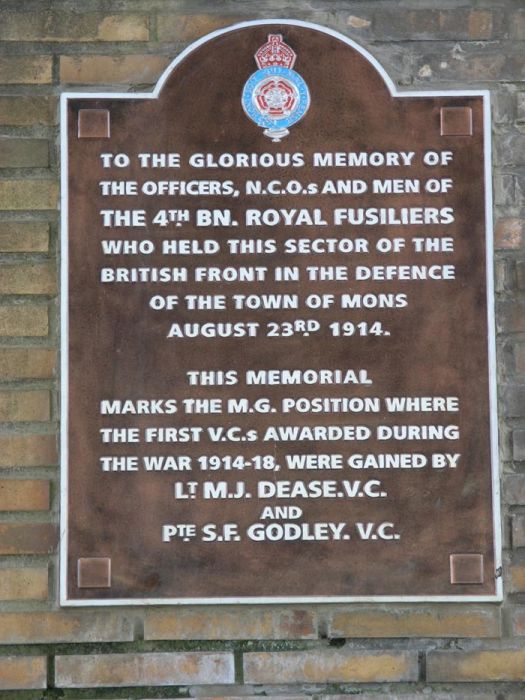 TO THE GLORIOUS MEMORY OF
THE OFFICERS, N.C.O.s AND MEN OF
THE 4TH BN. ROYAL FUSILIERS
WHO HELD THIS SECTOR OF THE
BRITISH FRONT IN THE DEFENCE
OF THE TOWN OF MONS
AUGUST 23RD 1914.
THIS MEMORIAL
MARKS THE M.G. POSITION WHERE
THE FIRST V.C.s AWARDED DURING
THE WAR 1914-18, WERE GAINED BY
LT M.J. DEASE.V.C.
AND
PTE S.F. GODLEY. V.C.